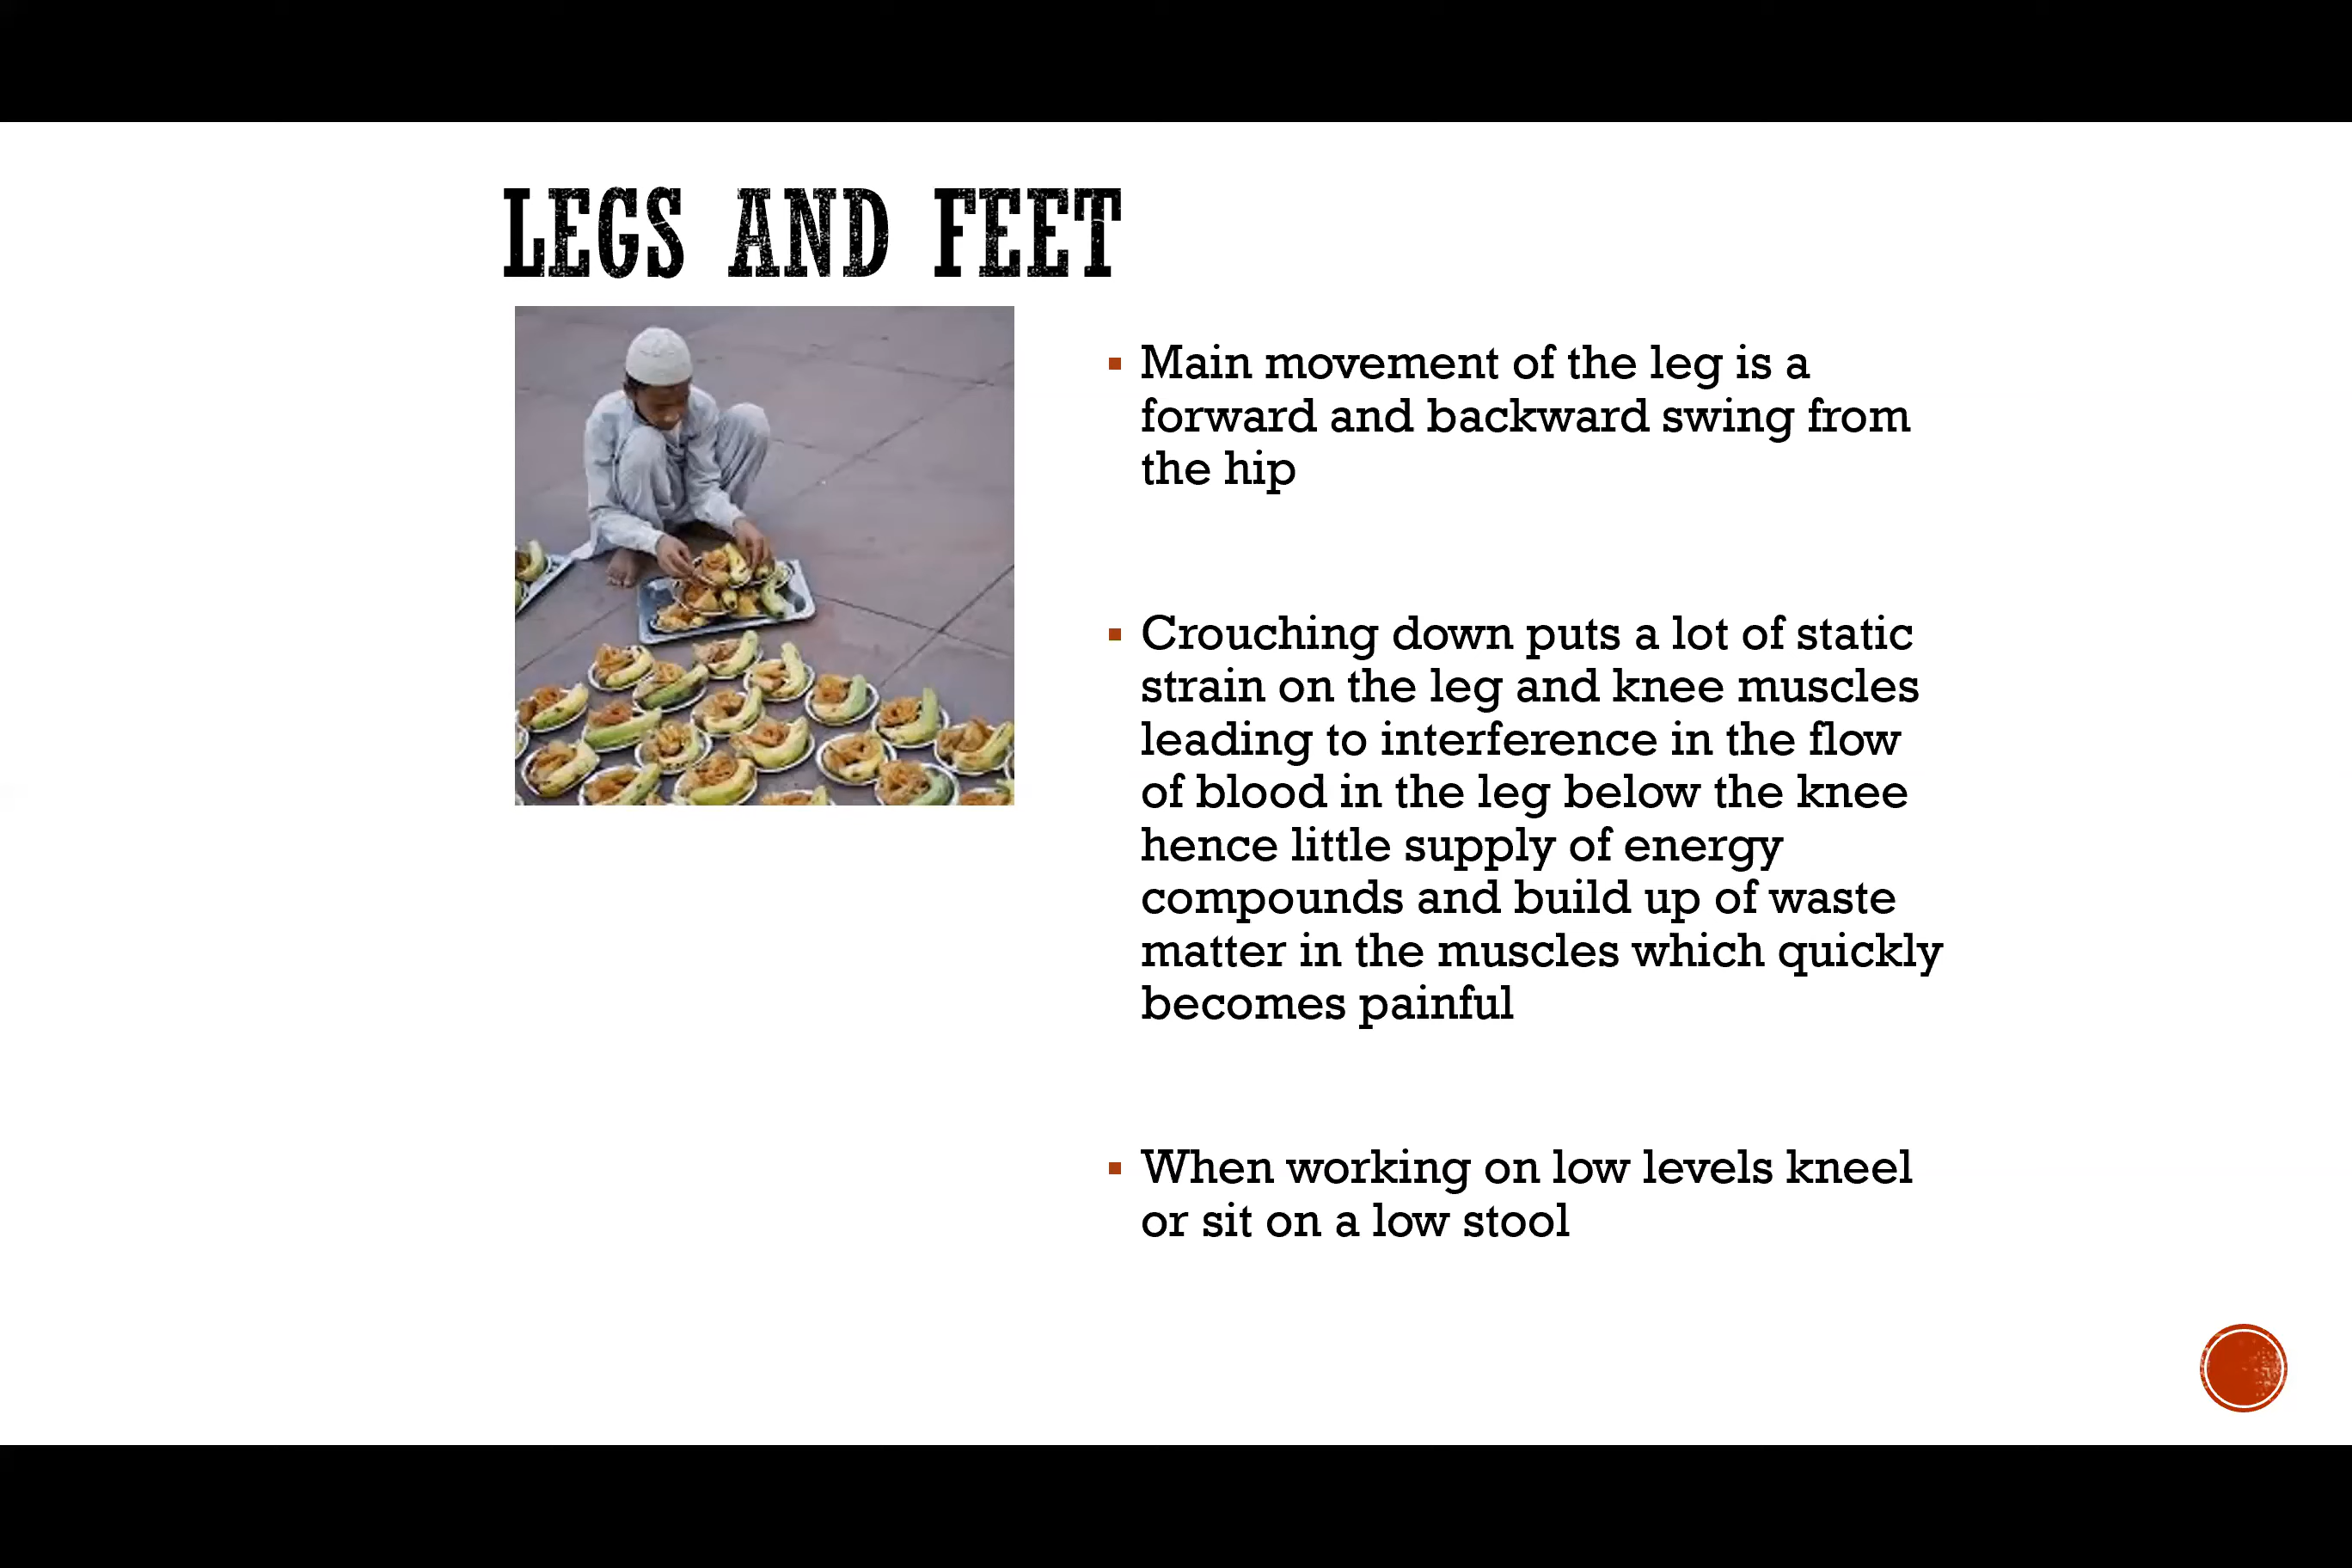 LEGS AND FEET
Main movement of the leg is a
forward and backward swing from
the hip
Crouching down puts a lot of static
strain on the leg and knee muscles
leading to interference in the flow
of blood in the leg below the knee
hence little supply of energy
compounds and build up of waste
matter in the muscles which quickly
becomes painful
When working on low levels kneel
or sit on a low stool